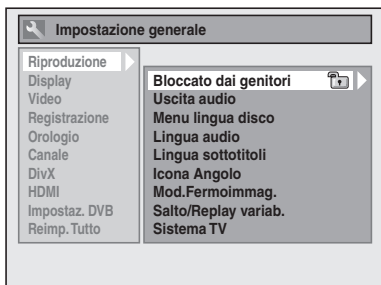 Impostazione generale
Riproduzione
Display
Video
Registrazione
Orologio
Canale
DivX
HDMI
Impostaz. DVB
Reimp. Tutto
Bloccato dai genitori
Uscita audio
Menu lingua disco
Lingua audio
Lingua sottotitoli
Icona Angolo
Mod.Fermoimmag.
Salto/Replay variab.
Sistema TV